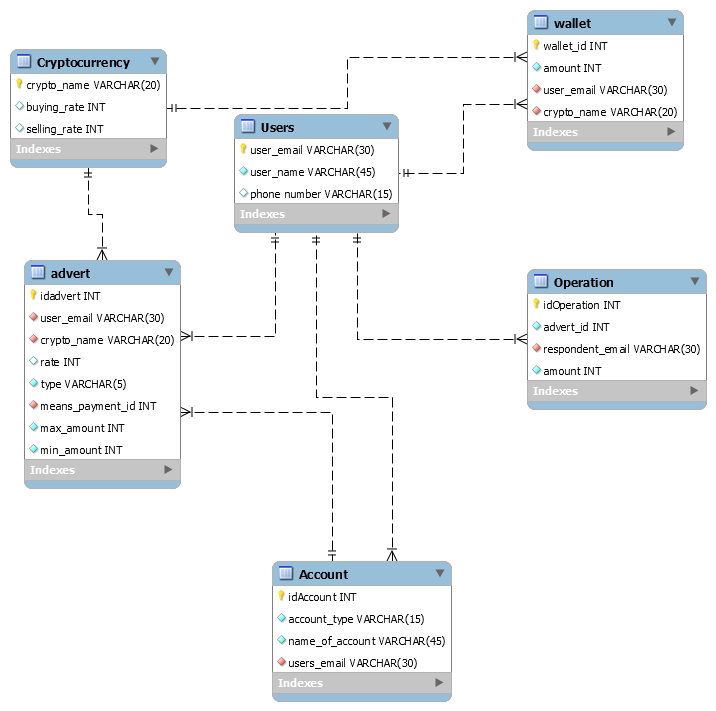 Cryptocurrency
crypto_name VARCHAR(20)
buying_rate INT
selling_rate INT
Indexes
wallet
wallet_id INT
amount INT
user_email VARCHAR(30)
crypto_name VARCHAR(20)
Indexes
Users
user_email VARCHAR(30)
user_name VARCHAR(45)
phone number VARCHAR(15)
Indexes
advert
idadvert INT
user_email VARCHAR(30)
crypto_name VARCHAR(20)
rate INT
type VARCHAR(5)
means_payment_id INT
max_amount INT
min_amount INT
Indexes
Operation
idOperation INT
advert_id INT
respondent_email VARCHAR(30)
amount INT
Indexes
Account
idAccount INT
account_type VARCHAR(15)
name_of_account VARCHAR(45)
users_email VARCHAR(30)
Indexes